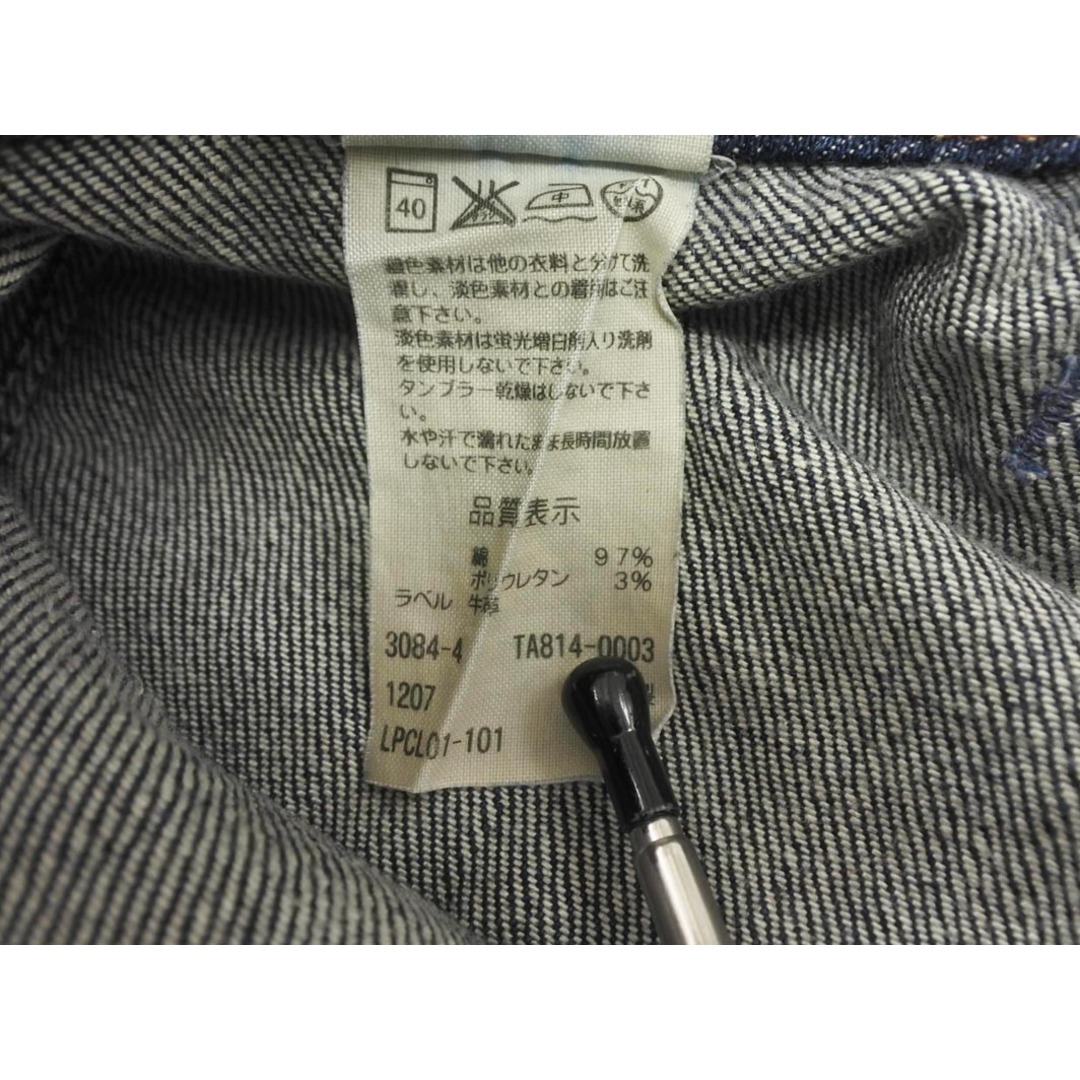 40
中
濃色素材は他の衣料と分けて洗
濯し、淡色素材との着用はご注
意下さい。
淡色素材は蛍光増白剤入り洗剤
を使用しないで下さい。
タンブラー乾燥はしないで下さ
い。
水や汗で濡れたまま長時間放置
しないで下さい。
品質表示
綿 97%
ポリウレタン 3%
ラベル 牛革
3084-4 TA814-0003
1207 製
LPCL01-101